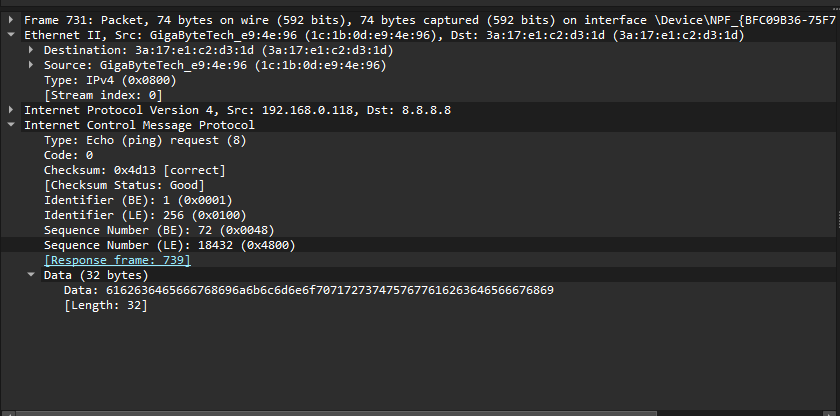 Frame 731: Packet, 74 bytes on wire (592 bits), 74 bytes captured (592 bits) on interface \Device\NPF_{BFC09B36-75F7
Ethernet II, Src: GigaByteTech_e9:4e:96 (1c:1b:0d:e9:4e:96), Dst: 3a:17:e1:c2:d3:1d (3a:17:e1:c2:d3:1d)
Destination: 3a:17:e1:c2:d3:1d (3a:17:e1:c2:d3:1d)
Source: GigaByteTech_e9:4e:96 (1c:1b:0d:e9:4e:96)
Type: IPv4 (0x0800)
[Stream index: 0]
Internet Protocol Version 4, Src: 192.168.0.118, Dst: 8.8.8.8
Internet Control Message Protocol
Type: Echo (ping) request (8)
Code: 0
Checksum: 0x4d13 [correct]
[Checksum Status: Good]
Identifier (BE): 1 (0x0001)
Identifier (LE): 256 (0x0100)
Sequence Number (BE): 72 (0x0048)
Sequence Number (LE): 18432 (0x4800)
[Response frame: 739]
Data (32 bytes)
Data: 6162636465666768696a6b6c6d6e6f7071727374757677616263646566676869
[Length: 32]